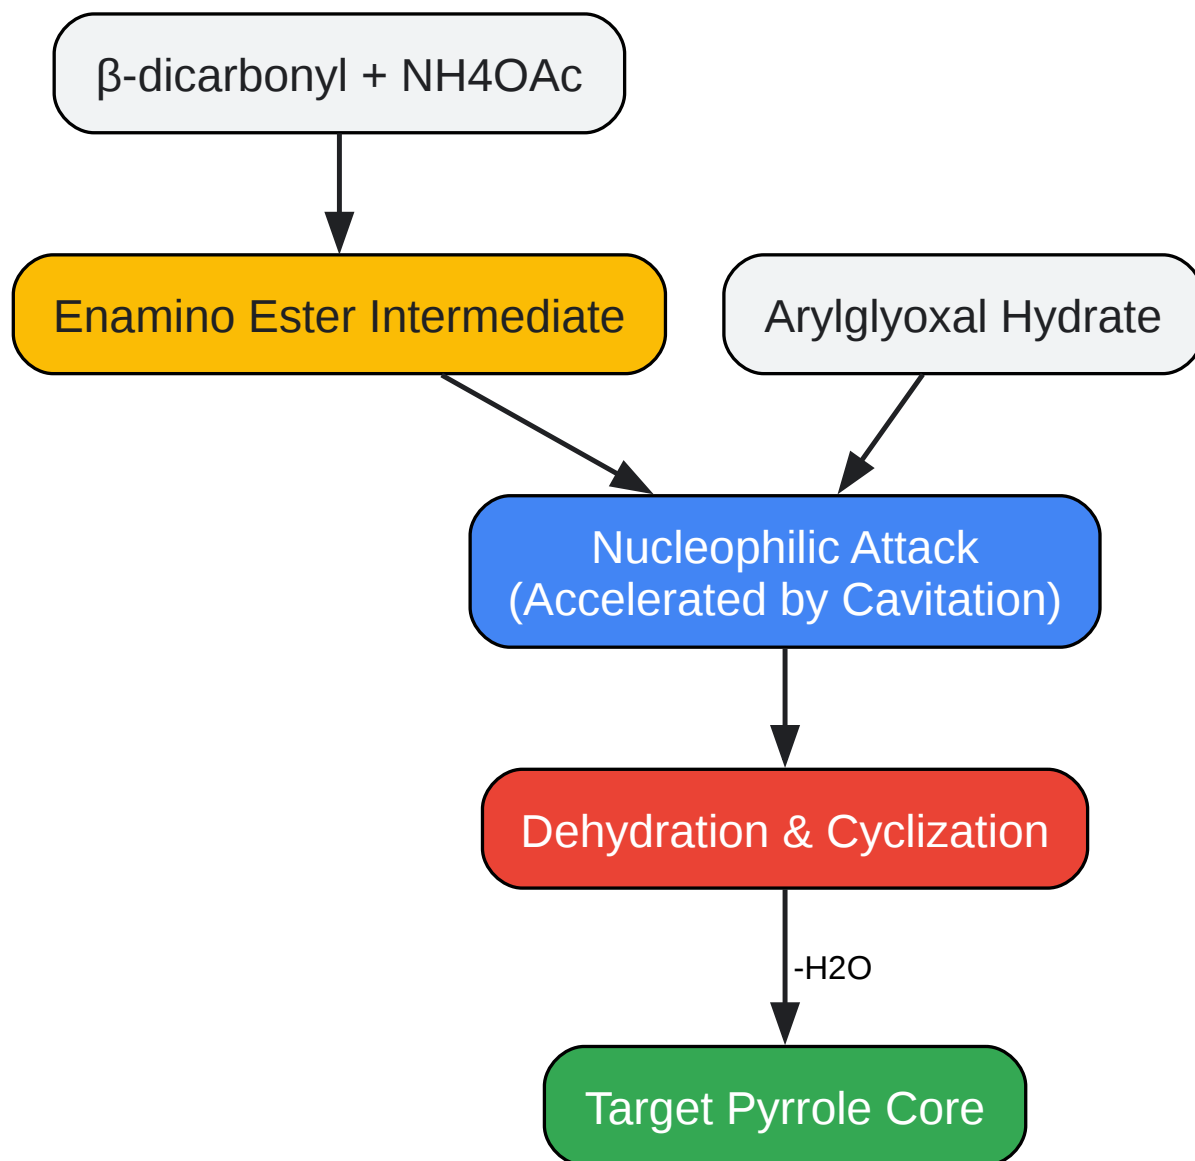 β-dicarbonyl + NH4OAc
Enamino Ester Intermediate
Arylglyoxal Hydrate
Nucleophilic Attack
(Accelerated by Cavitation)
Dehydration & Cyclization
-H2O
Target Pyrrole Core